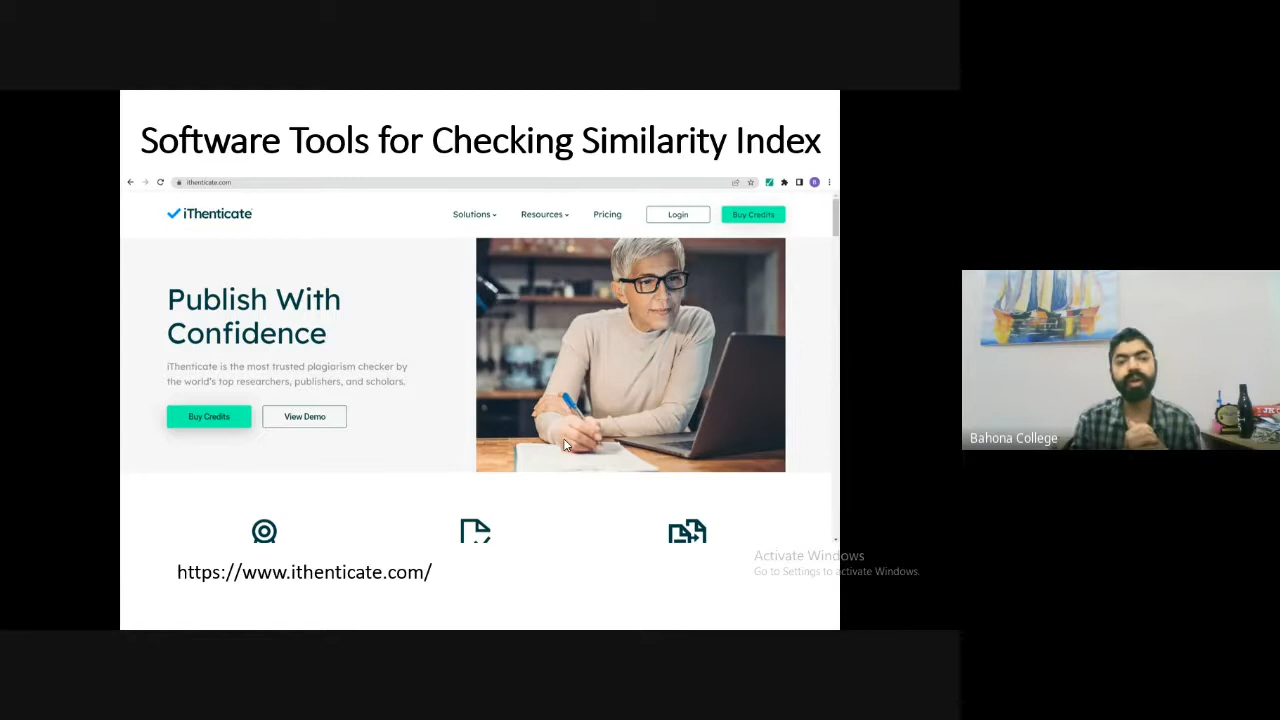 Software Tools for Checking Similarity Index
ithenticate.com
iThenticate
Solutions
Resources
Pricing
Login
Buy Credits
Publish With
Confidence
iThenticate is the most trusted plagiarism checker by
the world's top researchers, publishers, and scholars.
Buy Credits
View Demo
https://www.ithenticate.com/
Activate Windows
Go to Settings to activate Windows.
Bahona College
JK